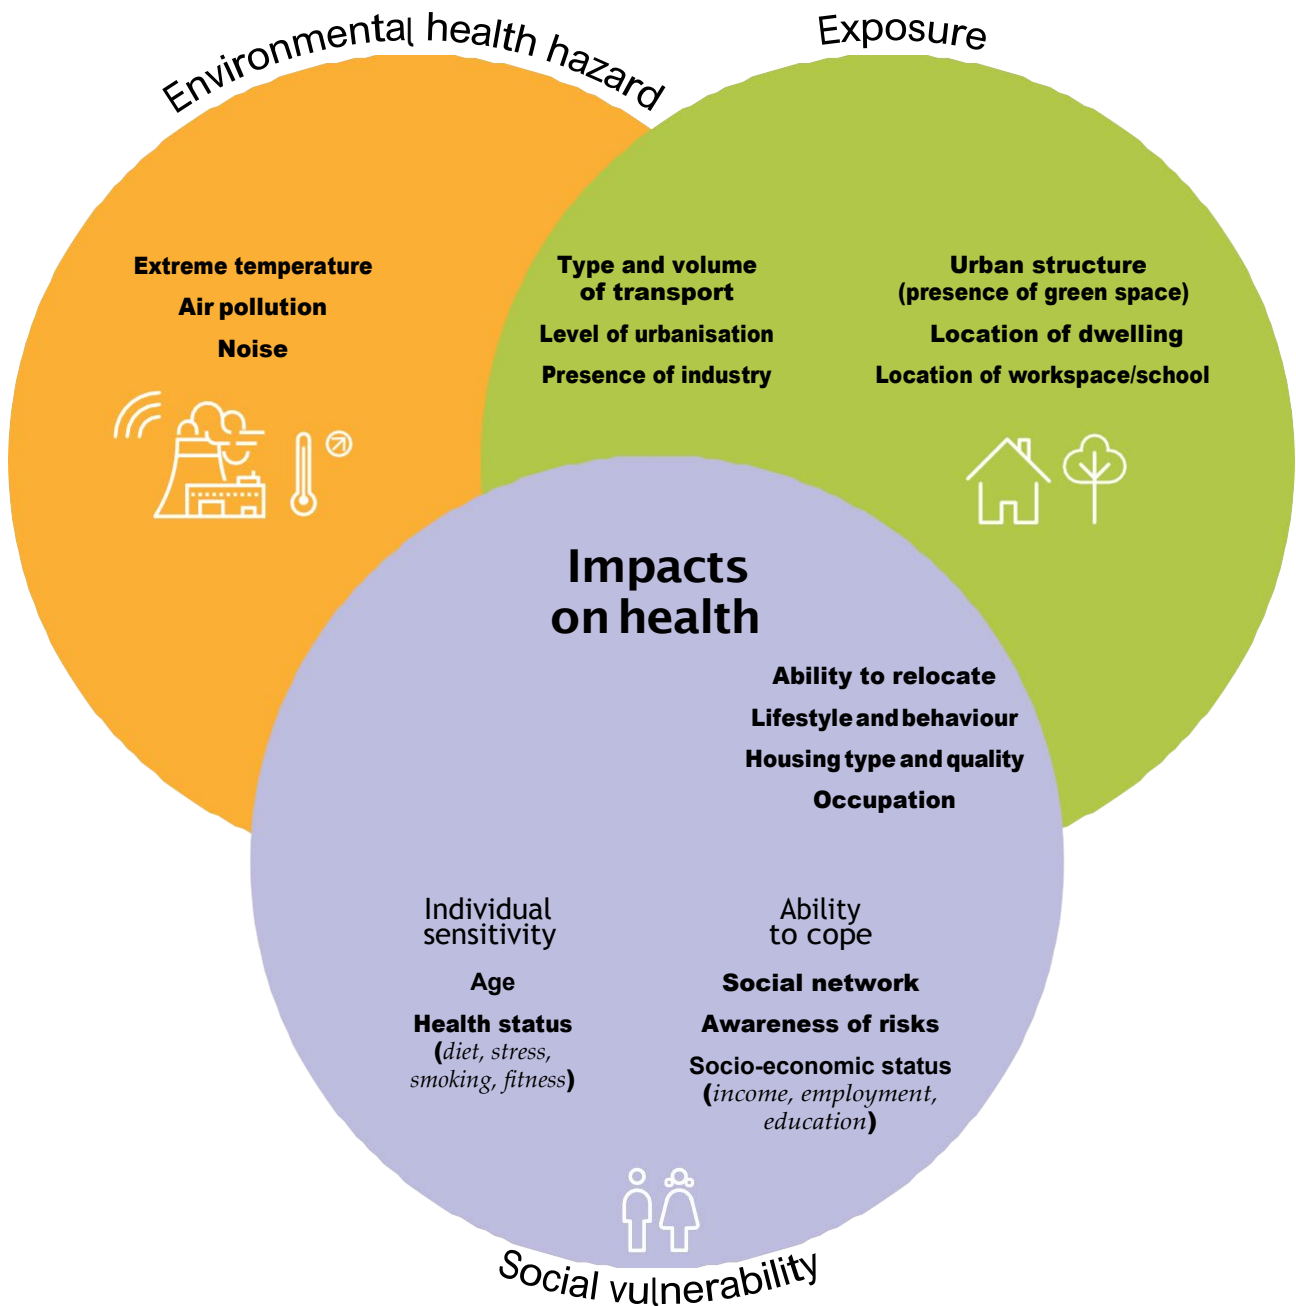 Environmental health hazard
Exposure
Extreme temperature
Air pollution
Noise
Type and volume
of transport
Level of urbanisation
Presence of industry
Urban structure
(presence of green space)
Location of dwelling
Location of workspace/school
Impacts
on health
Ability to relocate
Lifestyle and behaviour
Housing type and quality
Occupation
Individual
sensitivity
Age
Health status
(diet, stress,
smoking, fitness)
Ability
to cope
Social network
Awareness of risks
Socio-economic status
(income, employment,
education)
Social vulnerability